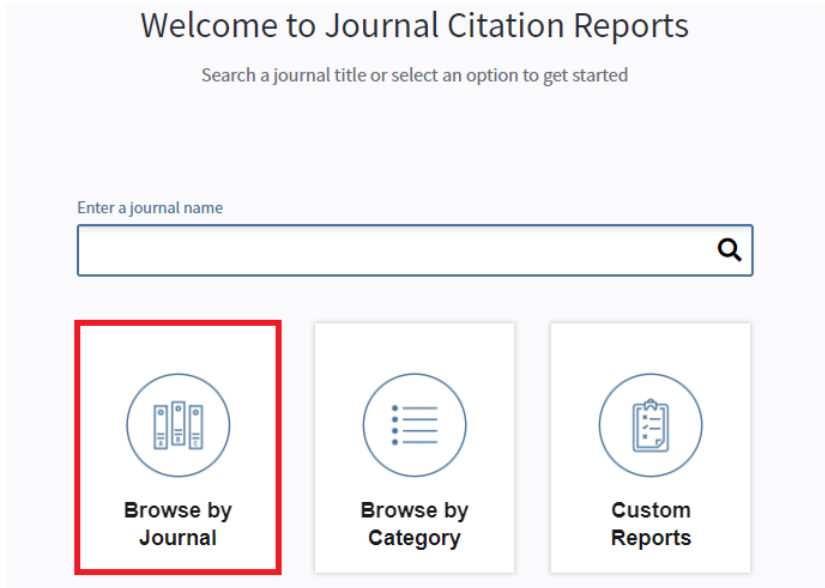 Welcome to Journal Citation Reports
Search a journal title or select an option to get started
Enter a journal name
A B C
Browse by
Journal
Browse by
Category
Custom
Reports